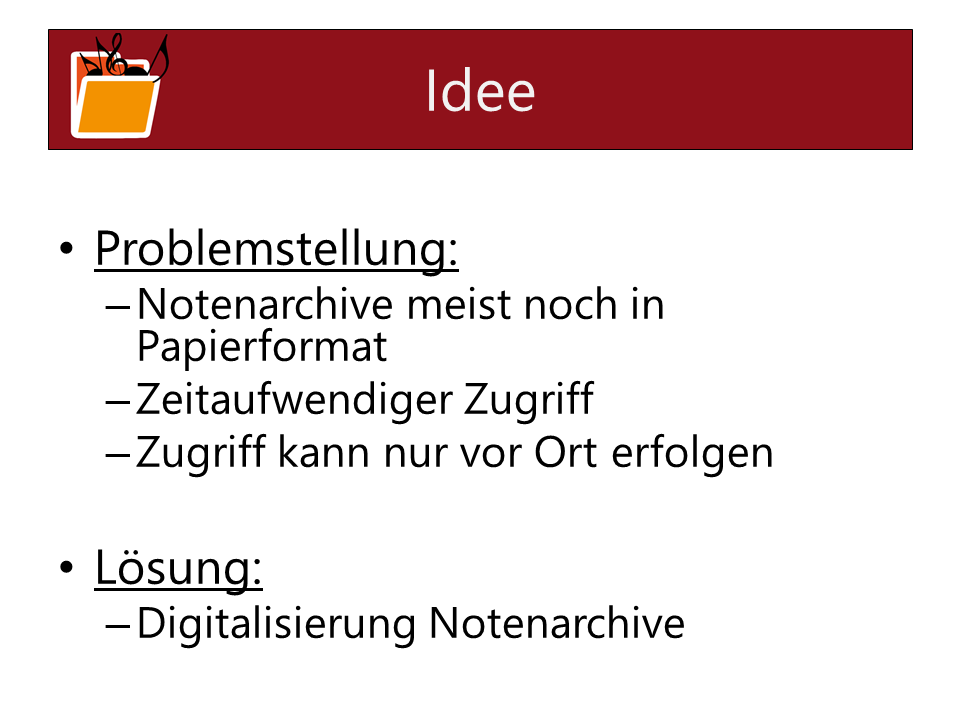 Idee
• Problemstellung:
– Notenarchive meist noch in
Papierformat
– Zeitaufwendiger Zugriff
– Zugriff kann nur vor Ort erfolgen
• Lösung:
– Digitalisierung Notenarchive